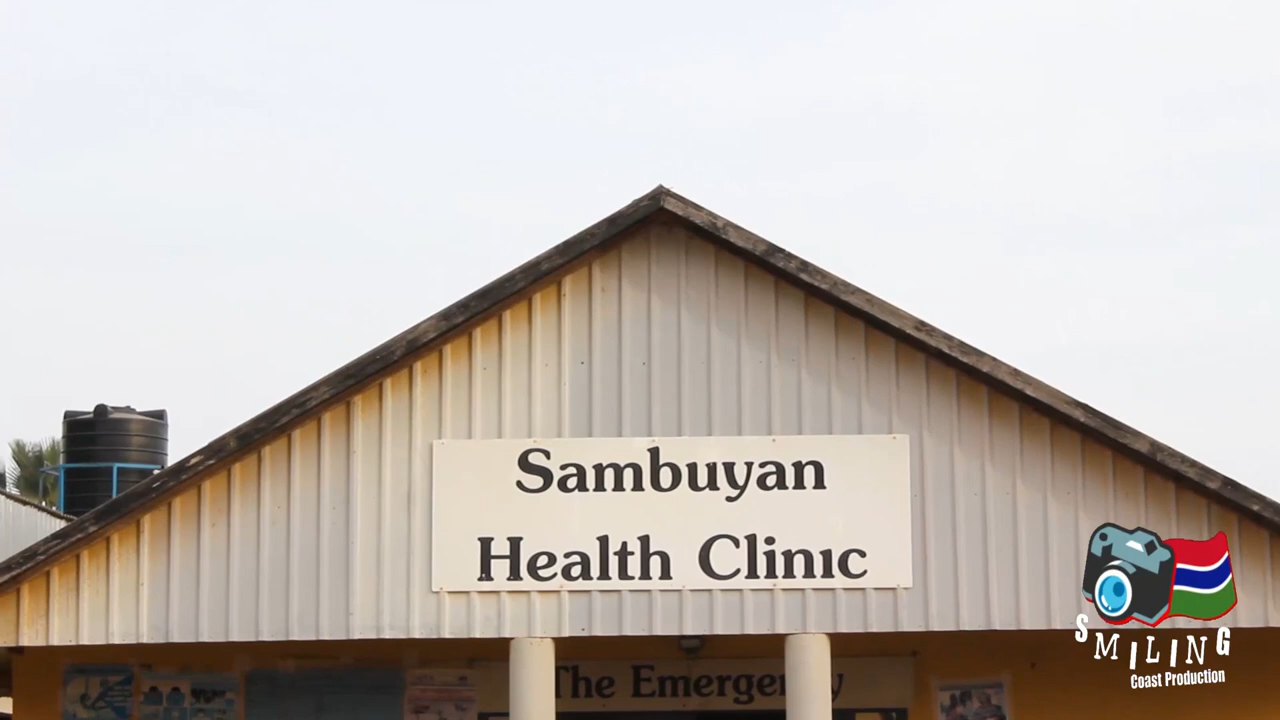 Sambuyan
Health Clinic
The Emergency
SMILING
Coast Production